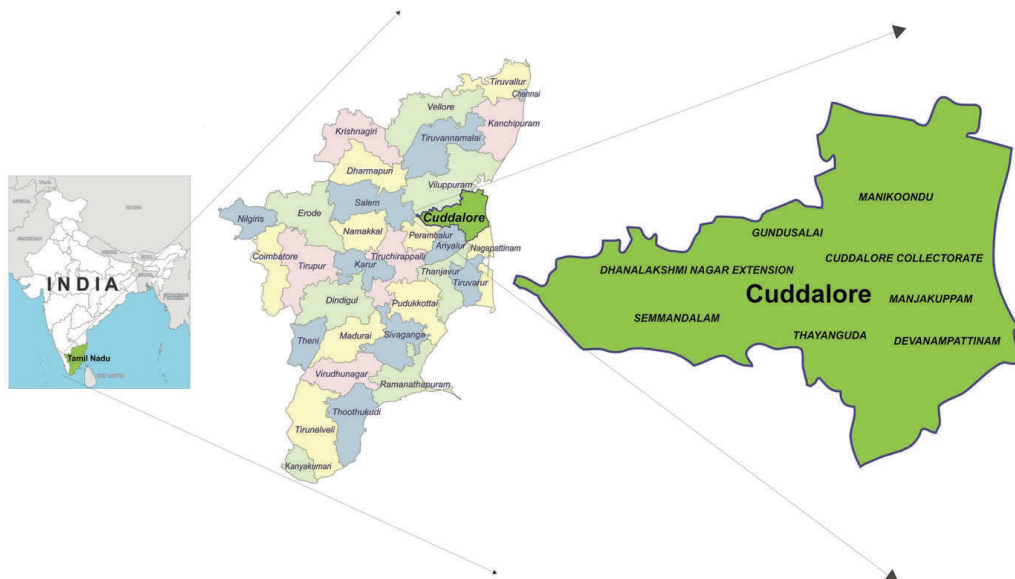 INDIA
Tamil Nadu
Tiruvallur
Chennai
Vellore
Kanchipuram
Krishnagiri
Tiruvannamalai
Dharmapuri
Viluppuram
Salem
Erode
Cuddalore
Nilgiris
Namakkal
Perambalur
Ariyalur
Nagapattinam
Coimbatore
Tiruchirappalli
Tirupur
Karur
Thanjavur
Tiruvarur
Dindigul
Pudukkottai
Theni
Madurai
Sivaganga
Virudhunagar
Ramanathapuram
Thoothukudi
Tirunelveli
Kanyakumari
MANIKOONDU
GUNDUSALAI
CUDDALORE COLLECTORATE
DHANALAKSHMI NAGAR EXTENSION
Cuddalore
MANJAKUPPAM
SEMMANDALAM
THAYANGUDA
DEVANAMPATTINAM